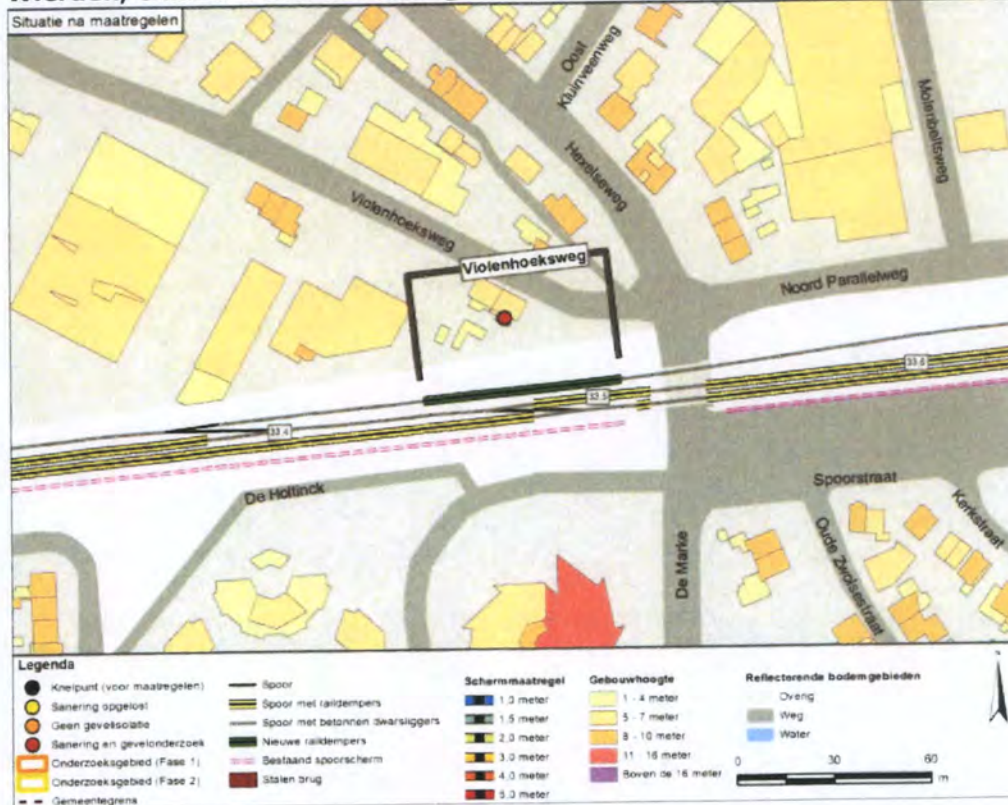 Situatie na maatregelen
Oost
Kluinveenweg
Molenbeltsweg
Hexelseweg
Violenhoeksweg
Violenhoeksweg
Noord Parallelweg
33.6
33.5
33.4
De Holtinck
Spoorstraat
Kerkstraat
Oude Zwolsestraat
De Marke
Legenda
Knelpunt (voor maatregelen)
Sanering opgelost
Geen gevelisolatie
Sanering en gevelonderzoek
Onderzoeksgebied (Fase 1)
Onderzoeksgebied (Fase 2)
Gemeentegrens
Spoor
Spoor met raildempers
Spoor met betonnen dwarsliggers
Nieuwe raildempers
Bestaand spoorscherm
Stalen brug
Schermmaatregel
1,0 meter
1,5 meter
2,0 meter
3,0 meter
4,0 meter
5,0 meter
Gebouwhoogte
1 - 4 meter
5 - 7 meter
8 - 10 meter
11 - 16 meter
Boven de 16 meter
Reflecterende bodemgebieden
Overig
Weg
Water
0 30 60
m